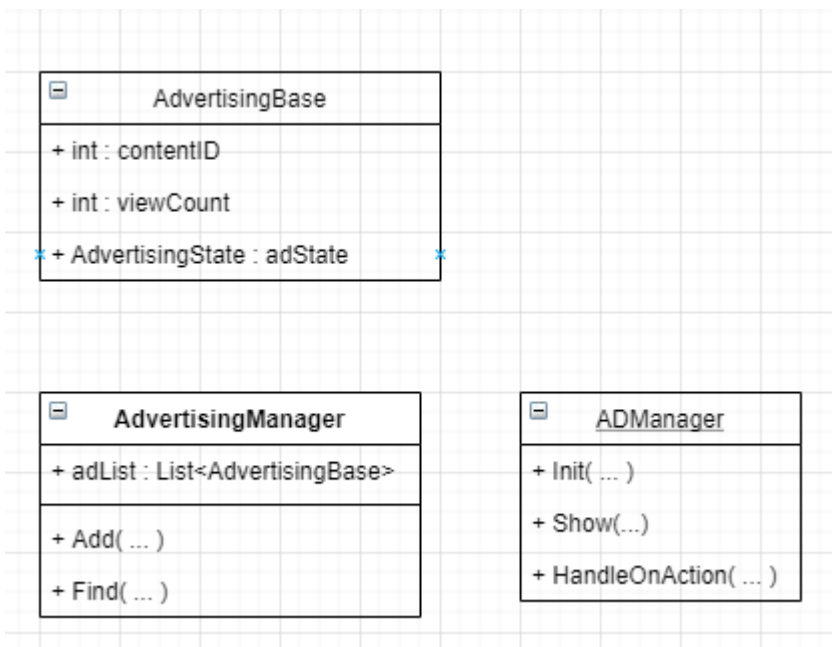 AdvertisingBase
+ int : contentID
+ int : viewCount
+ AdvertisingState : adState
AdvertisingManager
+ adList : List<AdvertisingBase>
+ Add( ... )
+ Find( ... )
ADManager
+ Init( ... )
+ Show(...)
+ HandleOnAction( ... )